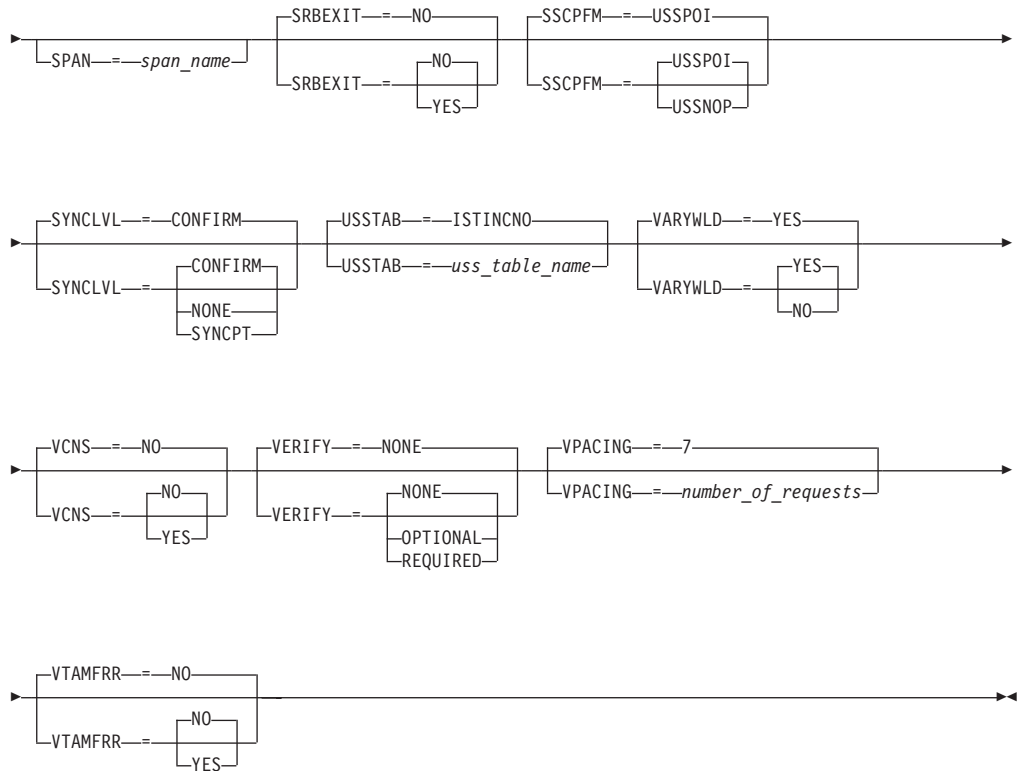 SRBEXIT = NO SSCPFM = USSPOI
SPAN = span_name NO USSPOI
SRBEXIT = SSCPFM =
YES USSNOP
SYNCLVL = CONFIRM USSTAB = ISTINCNO VARYWLD = YES
CONFIRM USSTAB = uss_table_name YES
SYNCLVL = VARYWLD =
NONE NO
SYNCPT
VCNS = NO VERIFY = NONE VPACING = 7
NO NONE VPACING = number_of_requests
VCNS = VERIFY =
YES OPTIONAL
REQUIRED
VTAMFRR = NO
NO
VTAMFRR =
YES